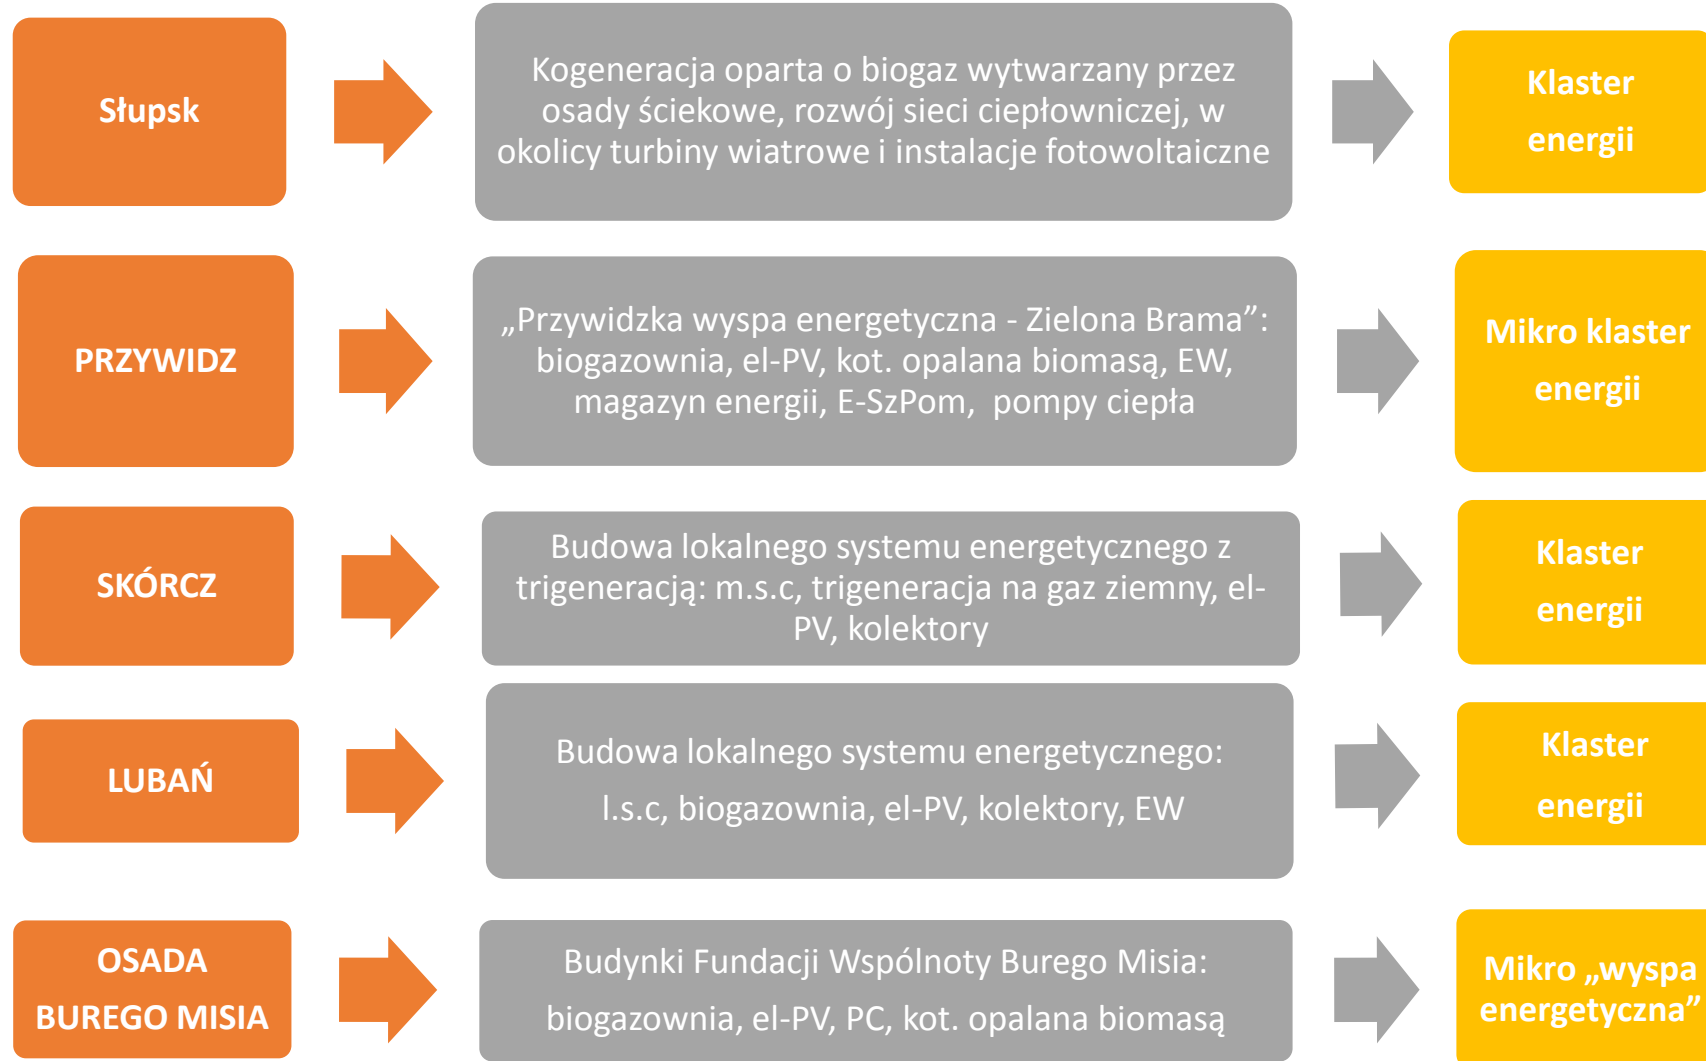 Słupsk
Kogeneracja oparta o biogaz wytwarzany przez
osady ściekowe, rozwój sieci ciepłowniczej, w
okolicy turbiny wiatrowe i instalacje fotowoltaiczne
Klaster
energii
PRZYWIDZ
„Przywidzka wyspa energetyczna - Zielona Brama”:
biogazownia, el-PV, kot. opalana biomasą, EW,
magazyn energii, E-SzPom, pompy ciepła
Mikro klaster
energii
SKÓRCZ
Budowa lokalnego systemu energetycznego z
trigeneracją: m.s.c, trigeneracja na gaz ziemny, el-
PV, kolektory
Klaster
energii
LUBAŃ
Budowa lokalnego systemu energetycznego:
l.s.c, biogazownia, el-PV, kolektory, EW
Klaster
energii
OSADA
BUREGO MISIA
Budynki Fundacji Wspólnoty Burego Misia:
biogazownia, el-PV, PC, kot. opalana biomasą
Mikro „wyspa
energetyczna”